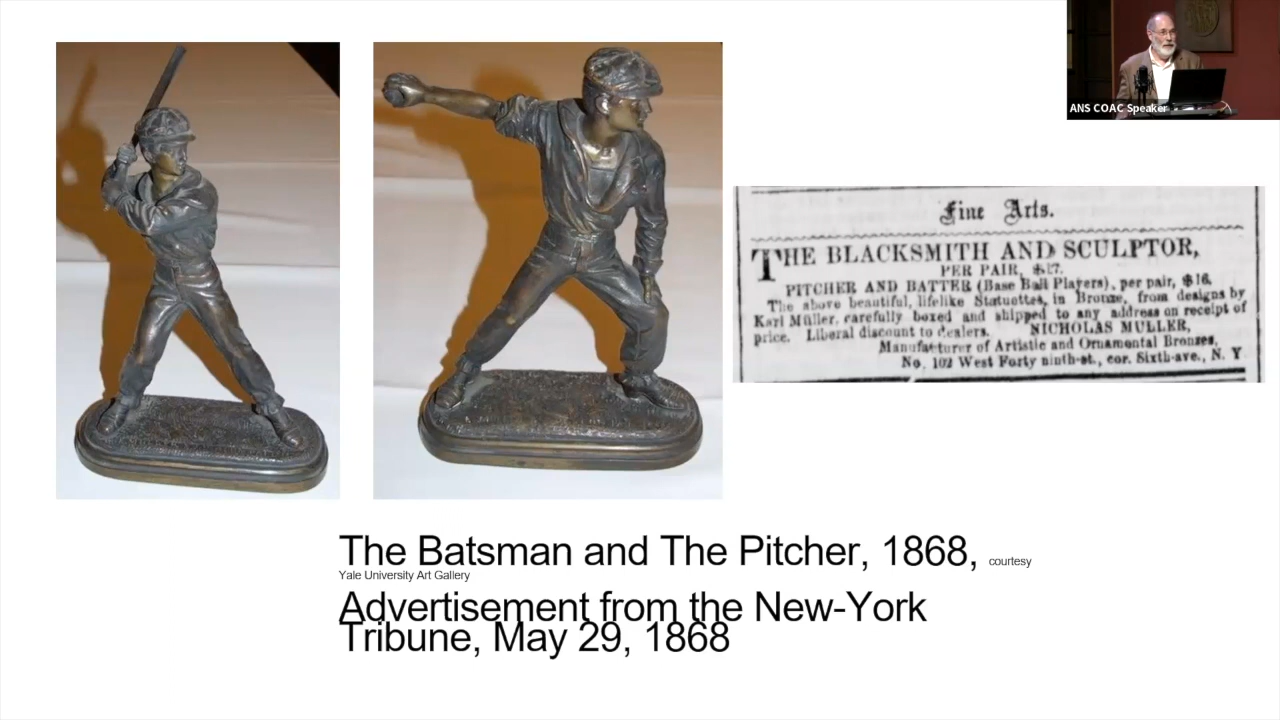 ANS COAC Speaker
Fine Arts.
THE BLACKSMITH AND SCULPTOR,
PER PAIR, $17.
PITCHER AND BATTER (Base Ball Players), per pair, $16.
The above beautiful, lifelike Statuettes, in Bronze, from designs by
Karl Müller, carefully boxed and shipped to any address on receipt of
price. Liberal discount to dealers. NICHOLAS MULLER,
Manufacturer of Artistic and Ornamental Bronzes,
No. 102 West Forty ninth-st., cor. Sixth-ave., N. Y
The Batsman and The Pitcher, 1868, courtesy
Yale University Art Gallery
Advertisement from the New-York
Tribune, May 29, 1868